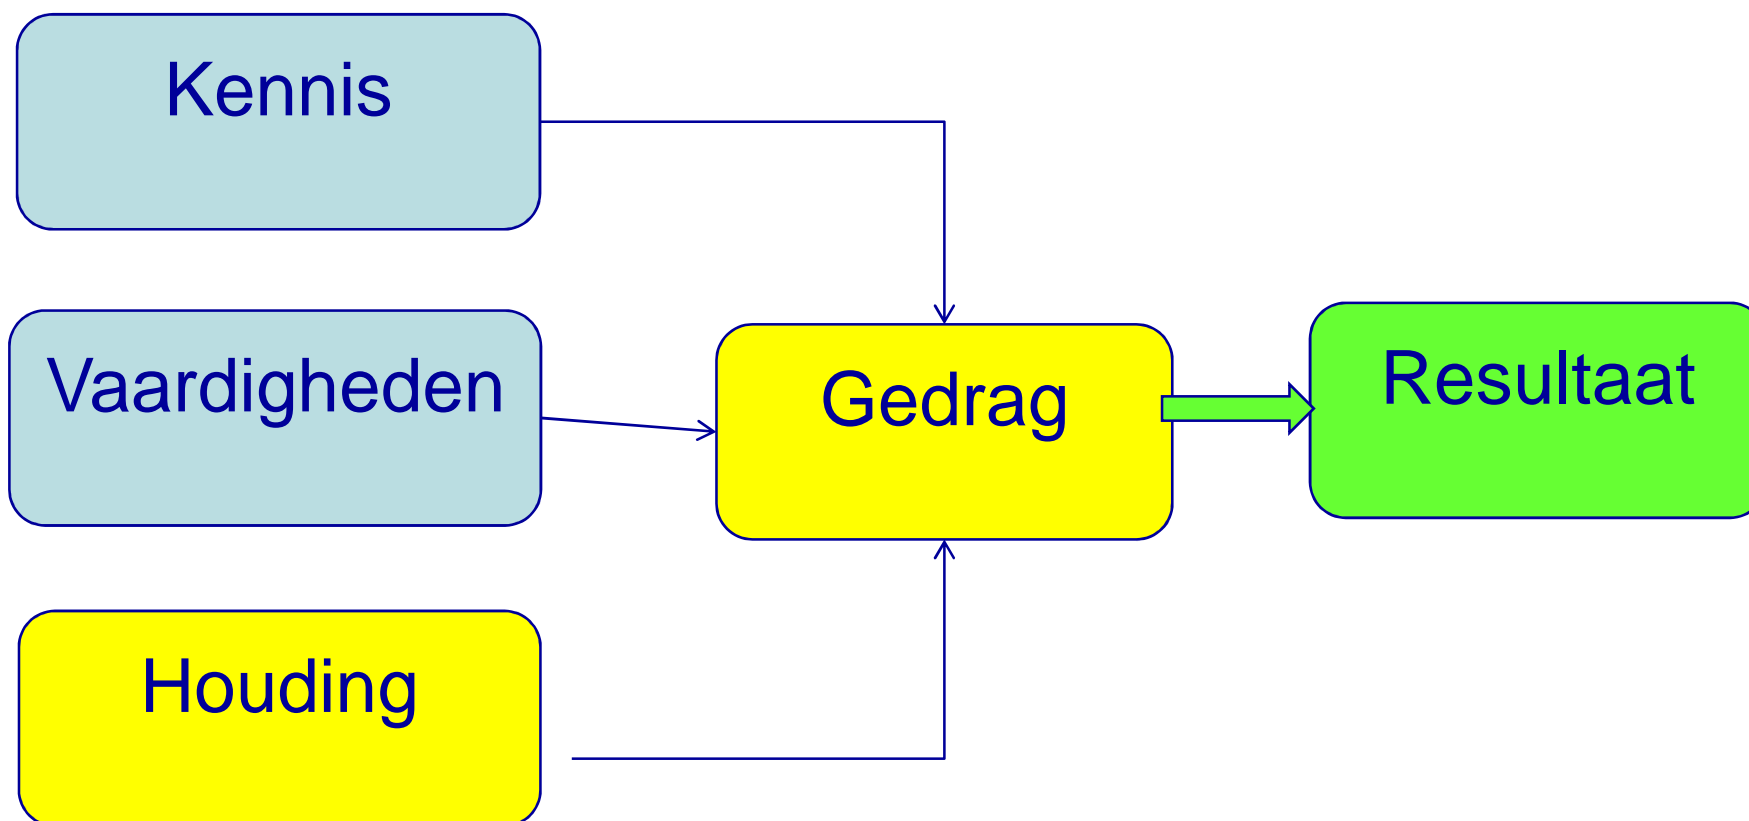 Kennis
Vaardigheden
Gedrag
Resultaat
Houding